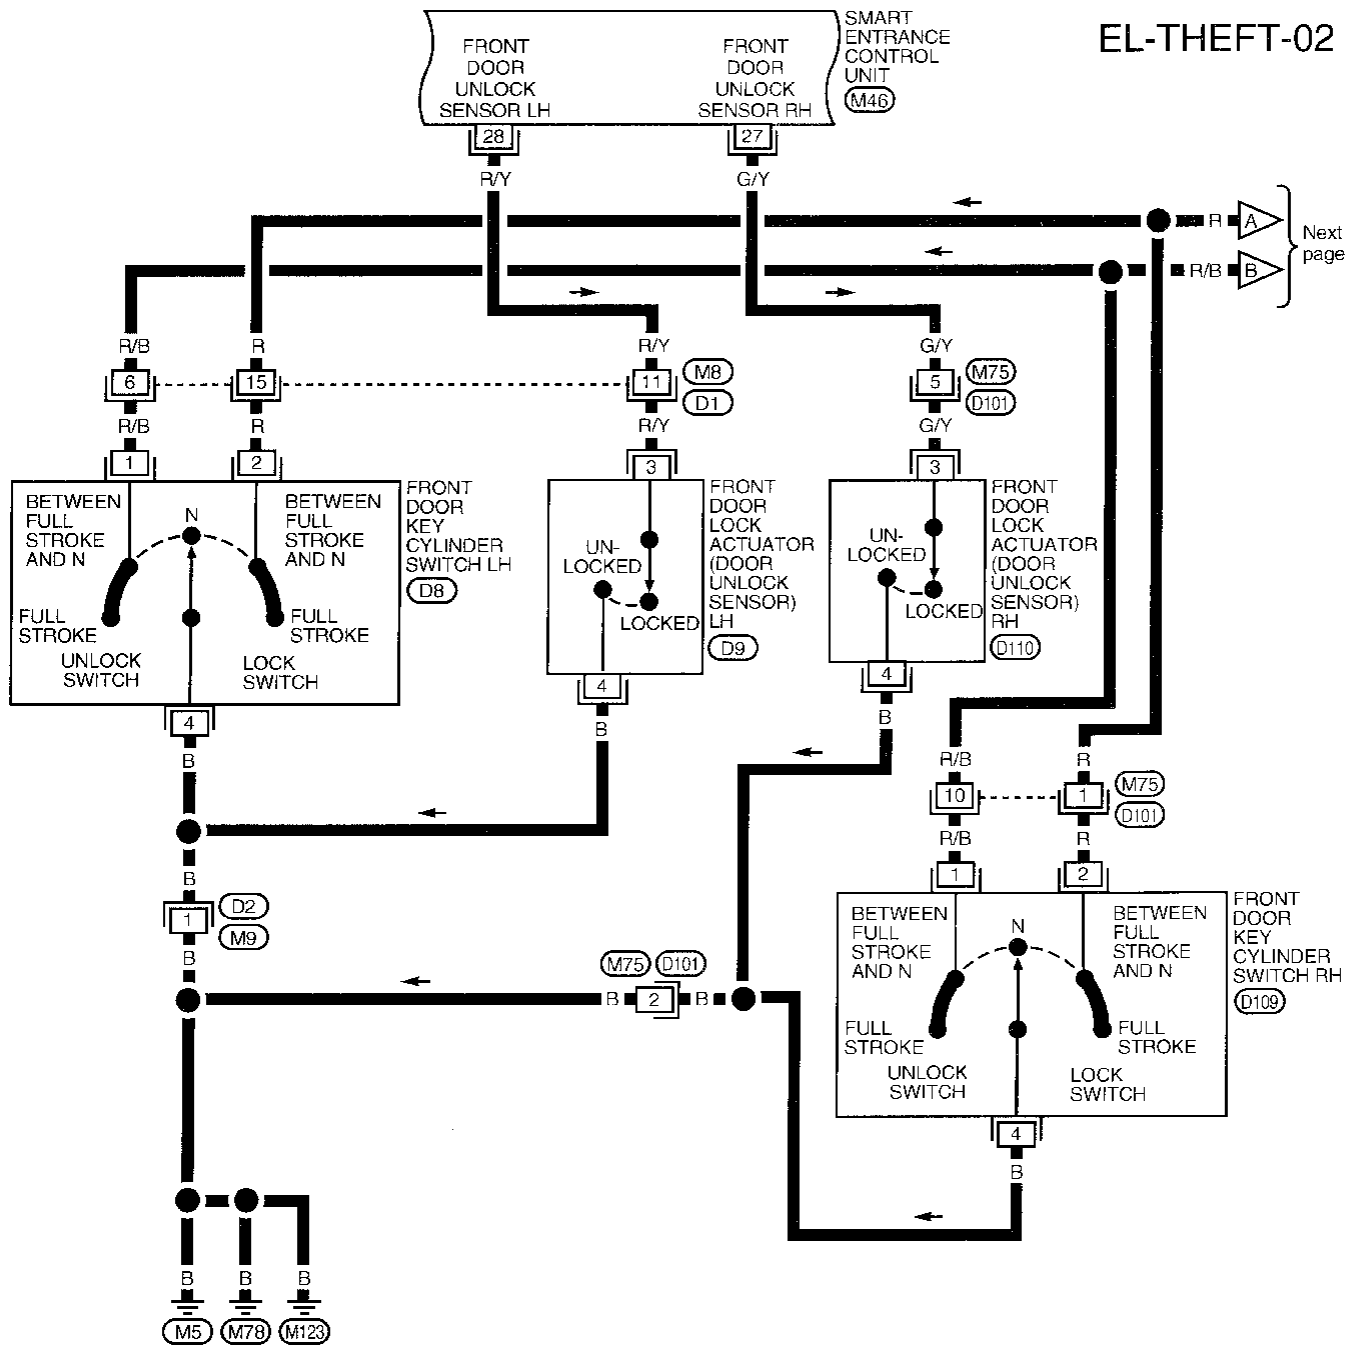 EL-THEFT-02
SMART
ENTRANCE
CONTROL
UNIT
M46
FRONT
DOOR
UNLOCK
SENSOR LH
FRONT
DOOR
UNLOCK
SENSOR RH
28
27
R/Y
G/Y
R
A
R/B
B
Next
page
R/B
R
R/Y
G/Y
6
15
11
M8
D1
5
M75
D101
R/B
R
R/Y
G/Y
1
2
3
3
BETWEEN
FULL
STROKE
AND N
N
BETWEEN
FULL
STROKE
AND N
FULL
STROKE
FULL
STROKE
UNLOCK
SWITCH
LOCK
SWITCH
FRONT
DOOR
KEY
CYLINDER
SWITCH LH
D8
UN-
LOCKED
LOCKED
FRONT
DOOR
LOCK
ACTUATOR
(DOOR
UNLOCK
SENSOR)
LH
D9
UN-
LOCKED
LOCKED
FRONT
DOOR
LOCK
ACTUATOR
(DOOR
UNLOCK
SENSOR)
RH
D110
4
4
4
B
B
B
R/B
R
10
1
M75
D101
R/B
R
1
2
B
1
D2
M9
B
M75
D101
B
2
B
BETWEEN
FULL
STROKE
AND N
N
BETWEEN
FULL
STROKE
AND N
FULL
STROKE
FULL
STROKE
UNLOCK
SWITCH
LOCK
SWITCH
FRONT
DOOR
KEY
CYLINDER
SWITCH RH
D109
4
B
B
B
B
M5
M78
M123